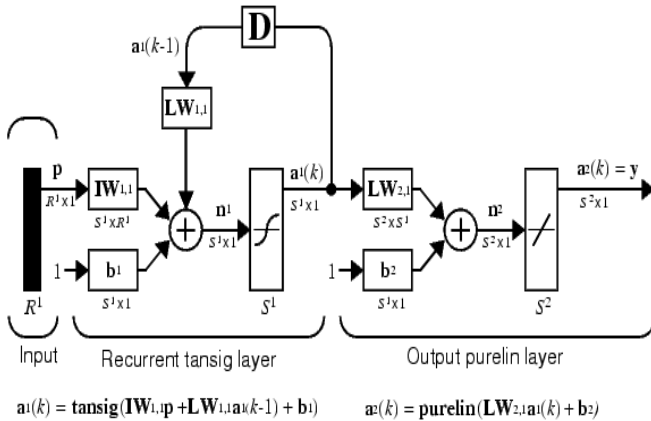 D
a¹(k-1)
LW1,1
p
R¹x1
IW1,1
S¹xR¹
1
b1
S¹x1
n¹
S¹x1
a¹(k)
S¹x1
LW2,1
S²xS¹
1
b2
S¹x1
n²
S²x1
a2(k) = y
S²x1
R¹
S¹
S²
Input
Recurrent tansig layer
Output purelin layer
a1(k) = tansig(IW1,1p +LW1,1a1(k-1) + b1)
a2(k) = purelin(LW2,1a1(k) + b2)